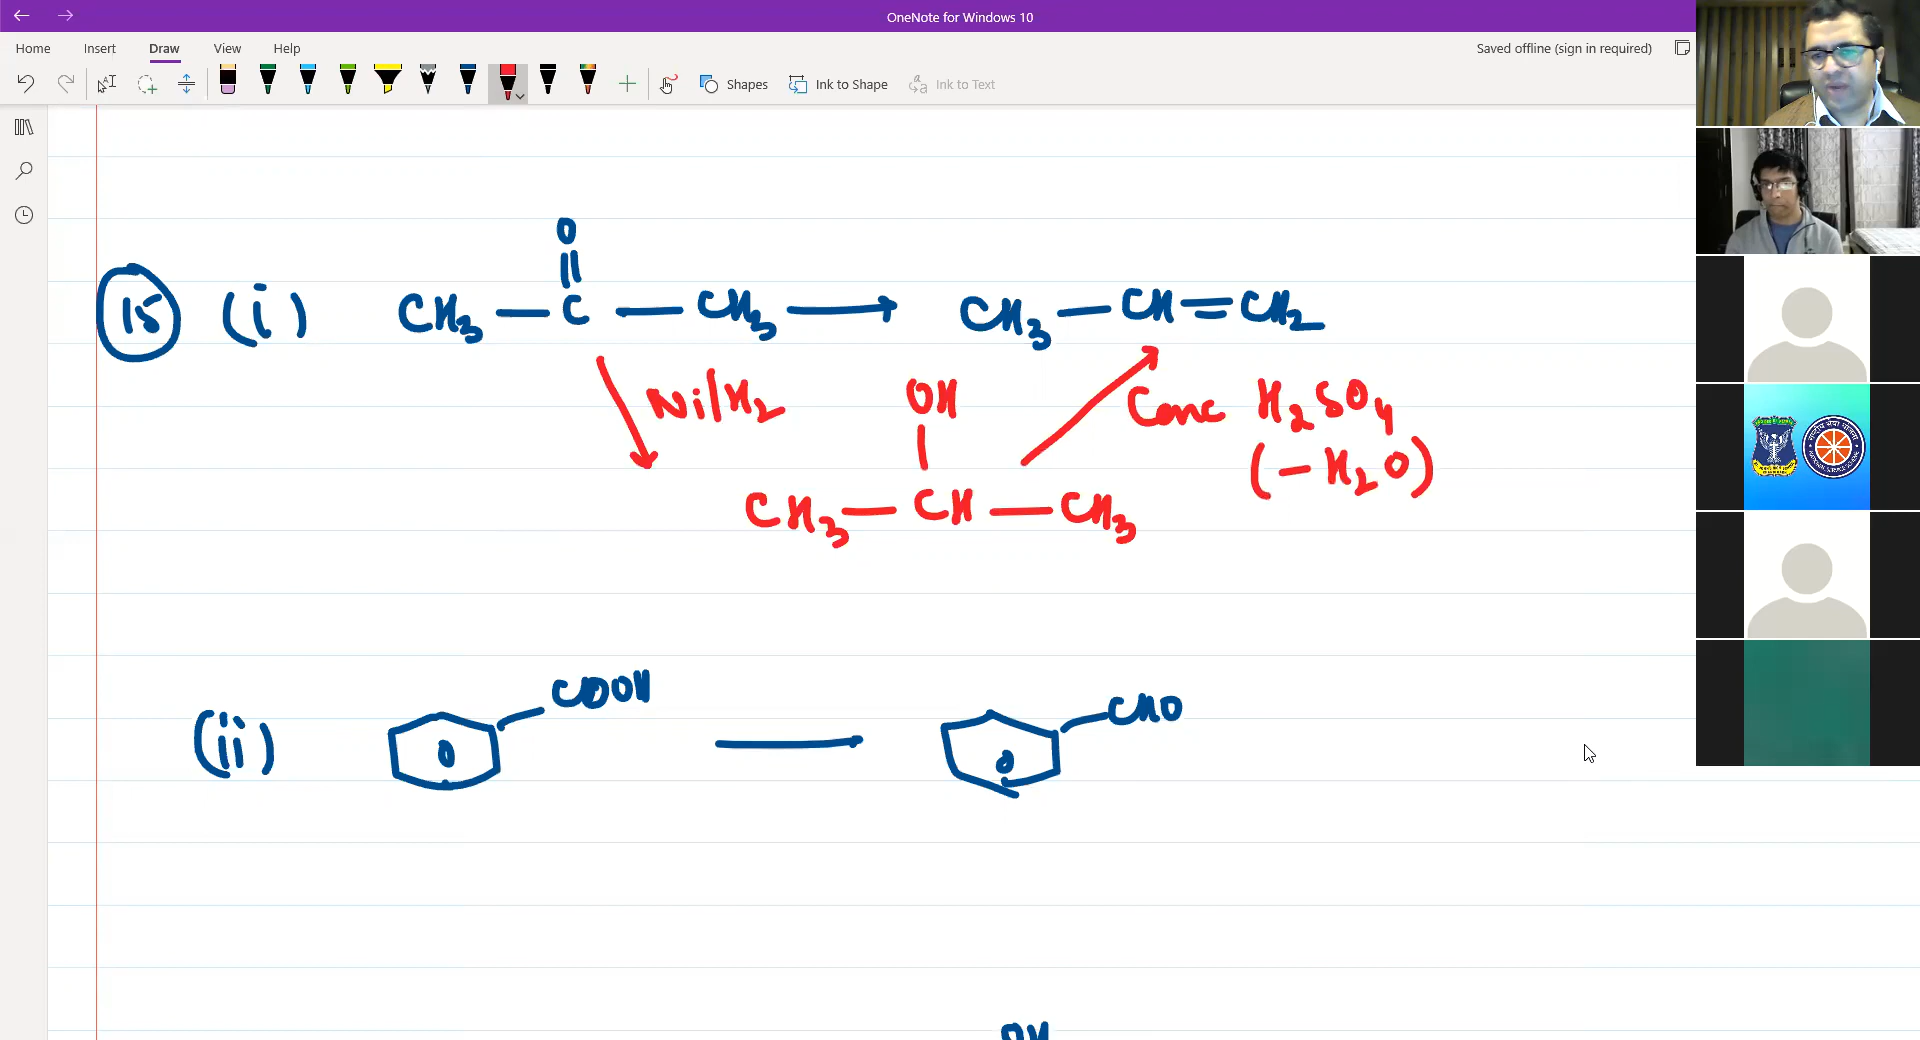 OneNote for Windows 10
Home Insert Draw View Help
Saved offline (sign in required)
Shapes Ink to Shape Ink to Text
O
15 (i) CH3 — C — CH3 → CH3 — CH = CH2
Ni/H2 OH Conc H2SO4
(- H2O)
CH3 — CH — CH3
COOH
CHO
(ii)
OH